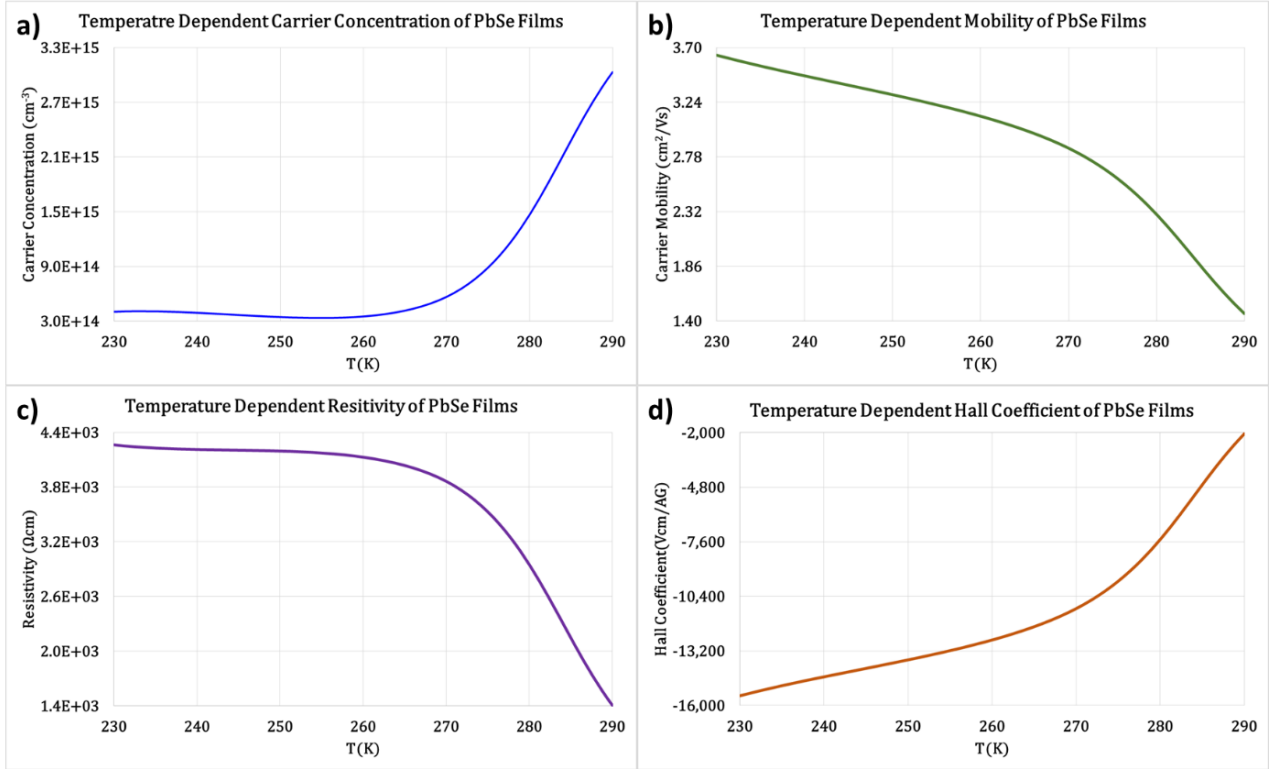 a)
Temperatre Dependent Carrier Concentration of PbSe Films
Carrier Concentration (cm⁻³)
3.3E+15
2.7E+15
2.1E+15
1.5E+15
9.0E+14
3.0E+14
230 240 250 260 270 280 290
T(K)
b)
Temperature Dependent Mobility of PbSe Films
Carrier Mobility (cm²/Vs)
3.70
3.24
2.78
2.32
1.86
1.40
230 240 250 260 270 280 290
T(K)
c)
Temperature Dependent Resitivity of PbSe Films
Resistivity (Ωcm)
4.4E+03
3.8E+03
3.2E+03
2.6E+03
2.0E+03
1.4E+03
230 240 250 260 270 280 290
T(K)
d)
Temperature Dependent Hall Coefficient of PbSe Films
Hall Coefficient(Vcm/AG)
-2,000
-4,800
-7,600
-10,400
-13,200
-16,000
230 240 250 260 270 280 290
T(K)